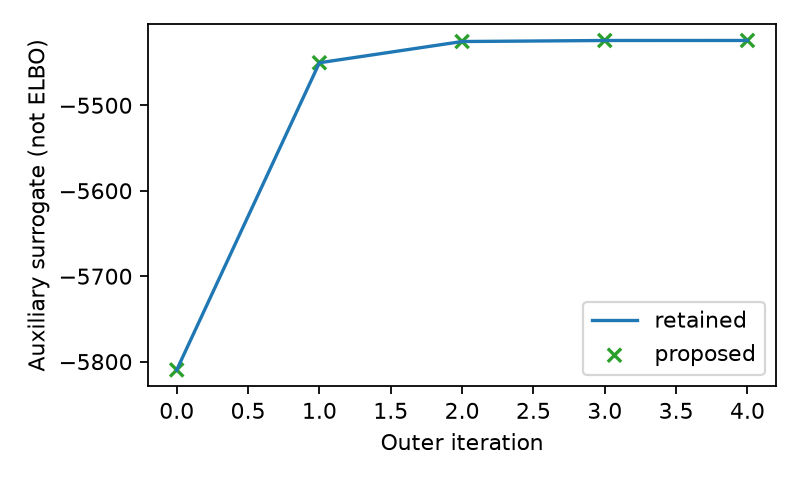 Auxiliary surrogate (not ELBO)
−5500
−5600
−5700
−5800
retained
proposed
0.0 0.5 1.0 1.5 2.0 2.5 3.0 3.5 4.0
Outer iteration